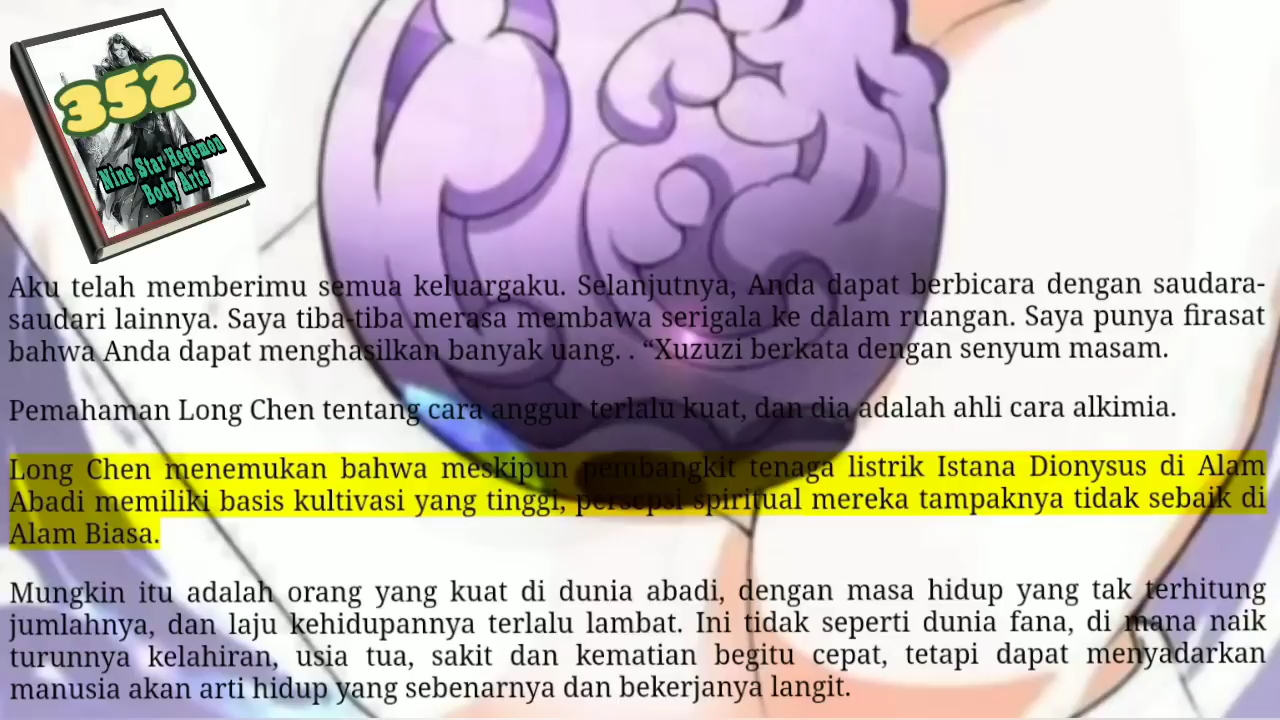 352
Nine Star Hegemon
Body Arts
Aku telah memberimu semua keluargaku. Selanjutnya, Anda dapat berbicara dengan saudara-
saudari lainnya. Saya tiba-tiba merasa membawa serigala ke dalam ruangan. Saya punya firasat
bahwa Anda dapat menghasilkan banyak uang. . “Xuzuzi berkata dengan senyum masam.
Pemahaman Long Chen tentang cara anggur terlalu kuat, dan dia adalah ahli cara alkimia.
Long Chen menemukan bahwa meskipun pembangkit tenaga listrik Istana Dionysus di Alam
Abadi memiliki basis kultivasi yang tinggi, persepsi spiritual mereka tampaknya tidak sebaik di
Alam Biasa.
Mungkin itu adalah orang yang kuat di dunia abadi, dengan masa hidup yang tak terhitung
jumlahnya, dan laju kehidupannya terlalu lambat. Ini tidak seperti dunia fana, di mana naik
turunnya kelahiran, usia tua, sakit dan kematian begitu cepat, tetapi dapat menyadarkan
manusia akan arti hidup yang sebenarnya dan bekerjanya langit.